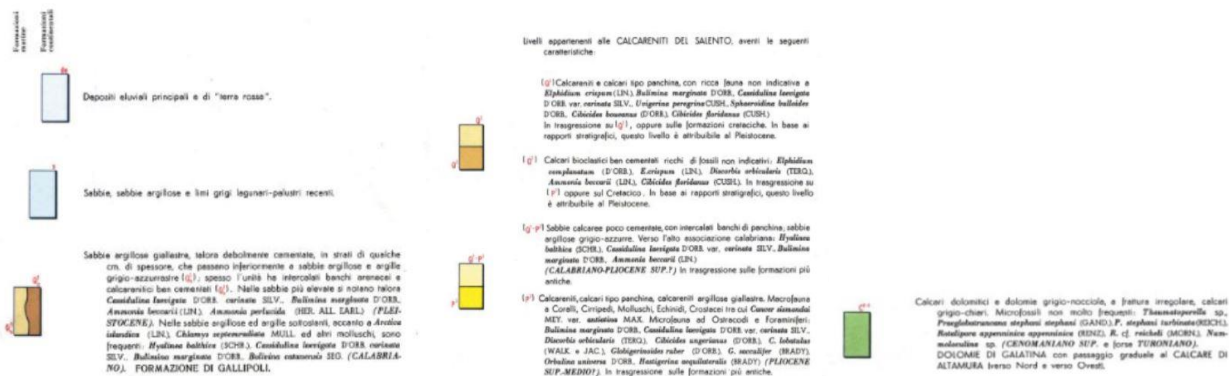 Formazioni
marine
Formazioni
continentali
Depositi eluviali principali e di "terra rossa".
Sabbie, sabbie argillose e limi grigi lagunari-palustri recenti.
Sabbie argillose giallastre, talora debolmente cementate, in strati di qualche
cm. di spessore, che passano inferiormente a sabbie argillose e argille
grigio-azzurrastre; spesso l'unità ha intercalati banchi arenacei e
calcarenitici ben cementati. Nelle sabbie più elevate si notano talora
Cassidulina laevigata D'ORB. carinata SILV., Bulimina marginata D'ORB.,
Ammonia beccarii (LIN.), Ammonia perlucida (HER. ALL. EARL.) (PLEI-
STOCENE). Nelle sabbie argillose ed argille sottostanti, accanto a Arctica
islandica (LIN.), Chlamys septemradiata MULL. ed altri molluschi, sono
frequenti: Hyalinea balthica (SCHR.), Cassidulina laevigata D'ORB. carinata
SILV., Bulimina marginata D'ORB., Bolivina catanensis SEG. (CALABRIA-
NO). FORMAZIONE DI GALLIPOLI.
Livelli appartenenti alle CALCARENITI DEL SALENTO, aventi le seguenti
caratteristiche:
Calcareniti e calcari tipo panchina, con ricca fauna non indicativa a
Elphidium crispum (LIN.), Bulimina marginata D'ORB., Cassidulina laevigata
D'ORB. var. carinata SILV., Uvigerina peregrina CUSH., Sphaeroidina bulloides
D'ORB., Cibicides boueanus (D'ORB.), Cibicides floridanus (CUSH.)
In trasgressione su, oppure sulle formazioni cretaciche. In base ai
rapporti stratigrafici, questo livello è attribuibile al Pleistocene.
Calcari bioclastici ben cementati ricchi di fossili non indicativi: Elphidium
complanatum (D'ORB.), E. crispum (LIN.), Discorbis orbicularis (TERQ.),
Ammonia beccarii (LIN.), Cibicides floridanus (CUSH.). In trasgressione su
oppure sul Cretacico. In base ai rapporti stratigrafici, questo livello
è attribuibile al Pleistocene.
Sabbie calcaree poco cementate, con intercalati banchi di panchina, sabbie
argillose grigio-azzurre. Verso l'alto associazione calabriana: Hyalinea
balthica (SCHR.), Cassidulina laevigata D'ORB. var. carinata SILV., Bulimina
marginata D'ORB., Ammonia beccarii (LIN.)
(CALABRIANO-PLIOCENE SUP.?) In trasgressione sulle formazioni più
antiche.
Calcareniti, calcari tipo panchina, calcareniti argillose giallastre. Macrofauna
a Coralli, Cirripedi, Molluschi, Echinidi, Crostacei tra cui Cancer sismondai
MEY. var. antiatina MAX. Microfauna ad Ostracodi e Foraminiferi:
Bulimina marginata D'ORB., Cassidulina laevigata D'ORB. var. carinata SILV.,
Discorbis orbicularis (TERQ.), Cibicides ungerianus (D'ORB.), C. lobatulus
(WALK. e JAC.), Globigerinoides ruber (D'ORB.), G. sacculifer (BRADY),
Orbulina universa D'ORB., Hastigerina aequilateralis (BRADY) (PLIOCENE
SUP.-MEDIO?). In trasgressione sulle formazioni più antiche.
Calcari dolomitici e dolomie grigio-nocciola, a frattura irregolare, calcari
grigio-chiari. Microfossili non molto frequenti: Thaumatoporella sp.,
Praeglobotruncana stephani stephani (GAND.), P. stephani turbinata (REICH.),
Rotalipora appenninica appenninica (RENZ), R. cf. reicheli (MORN.), Num-
moloculina sp. (CENOMANIANO SUP. e forse TURONIANO).
DOLOMIE DI GALATINA con passaggio graduale al CALCARE DI
ALTAMURA (verso Nord e verso Ovest).